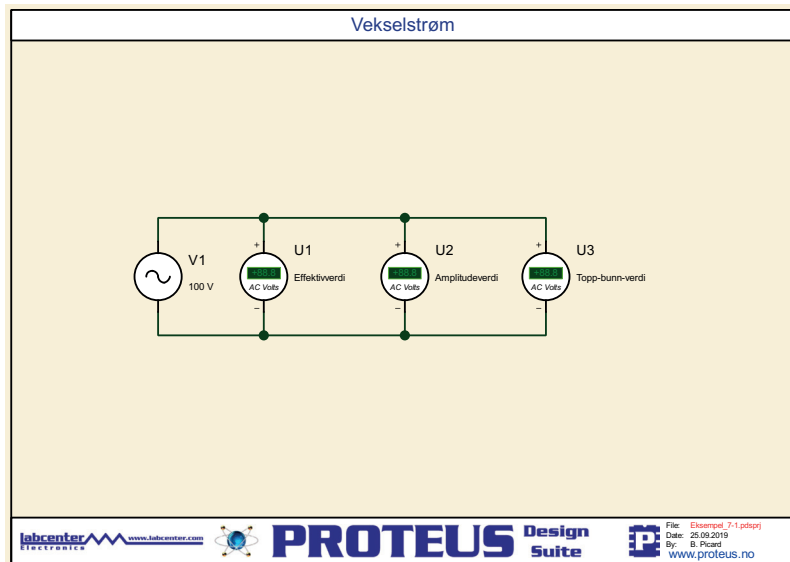 Vekselstrøm
V1
100 V
+
+88.8
AC Volts
−
U1
Effektivverdi
+
+88.8
AC Volts
−
U2
Amplitudeverdi
+
+88.8
AC Volts
−
U3
Topp-bunn-verdi
labcenter www.labcenter.com
Electronics
PROTEUS
Design
Suite
P
File: Eksempel_7-1.pdsprj
Date: 25.09.2019
By: B. Picard
www.proteus.no